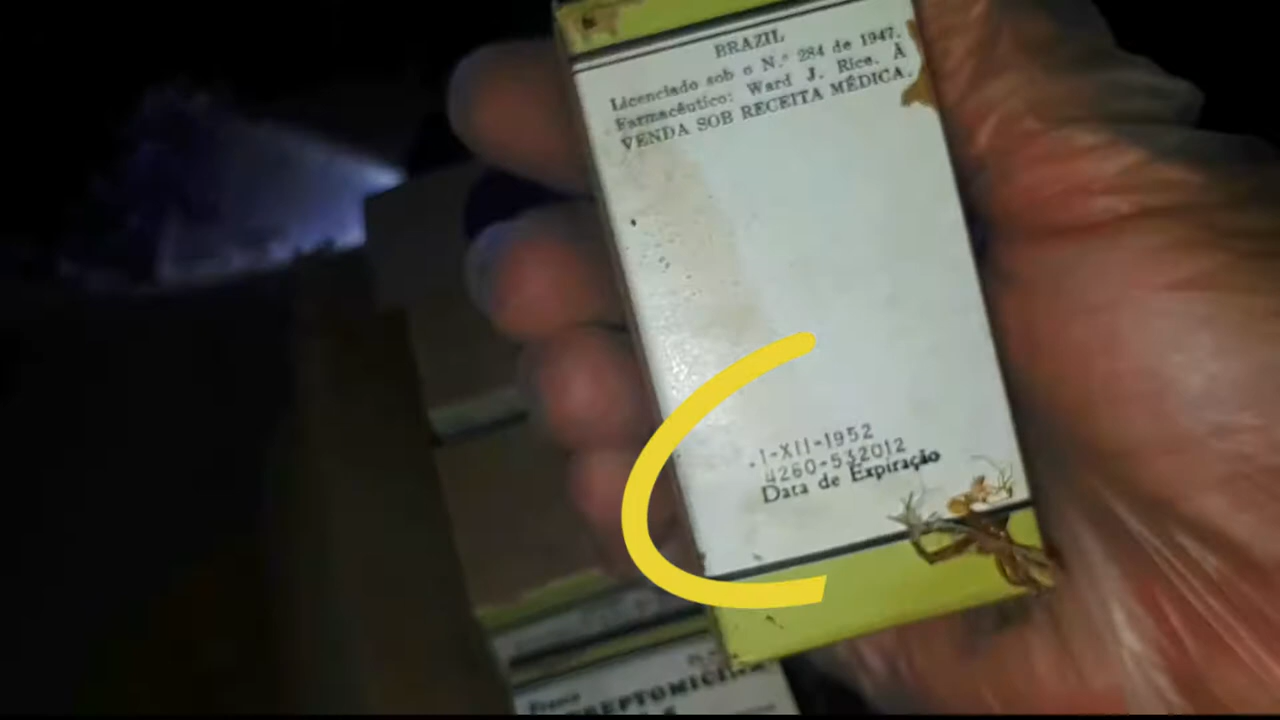 BRAZIL
Licenciado sob o N.º 284 de 1947.
Farmacêutico: Ward J. Rice. A
VENDA SOB RECEITA MÉDICA.
1-XII-1952
4260-532012
Data de Expiração